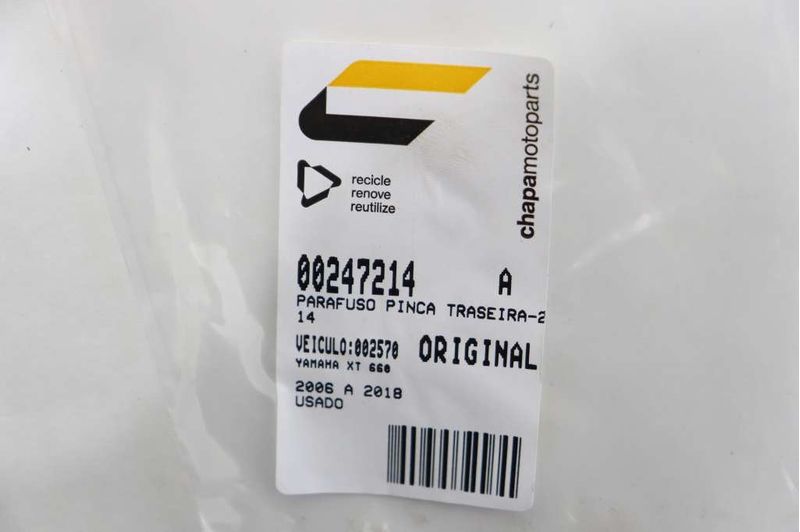 chapamotoparts
recicle
renove
reutilize
00247214 A
PARAFUSO PINCA TRASEIRA-2
14
VEICULO:002570 ORIGINAL
YAMAHA XT 660
2006 A 2018
USADO